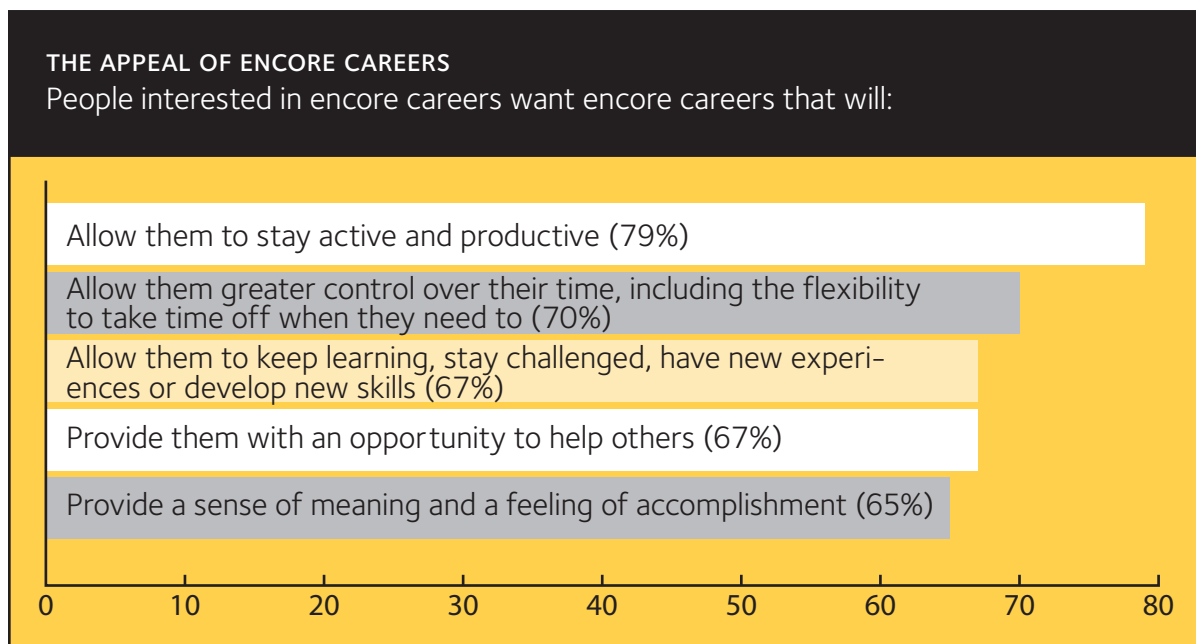 THE APPEAL OF ENCORE CAREERS
People interested in encore careers want encore careers that will:
Allow them to stay active and productive (79%)
Allow them greater control over their time, including the flexibility
to take time off when they need to (70%)
Allow them to keep learning, stay challenged, have new experi-
ences or develop new skills (67%)
Provide them with an opportunity to help others (67%)
Provide a sense of meaning and a feeling of accomplishment (65%)
0 10 20 30 40 50 60 70 80